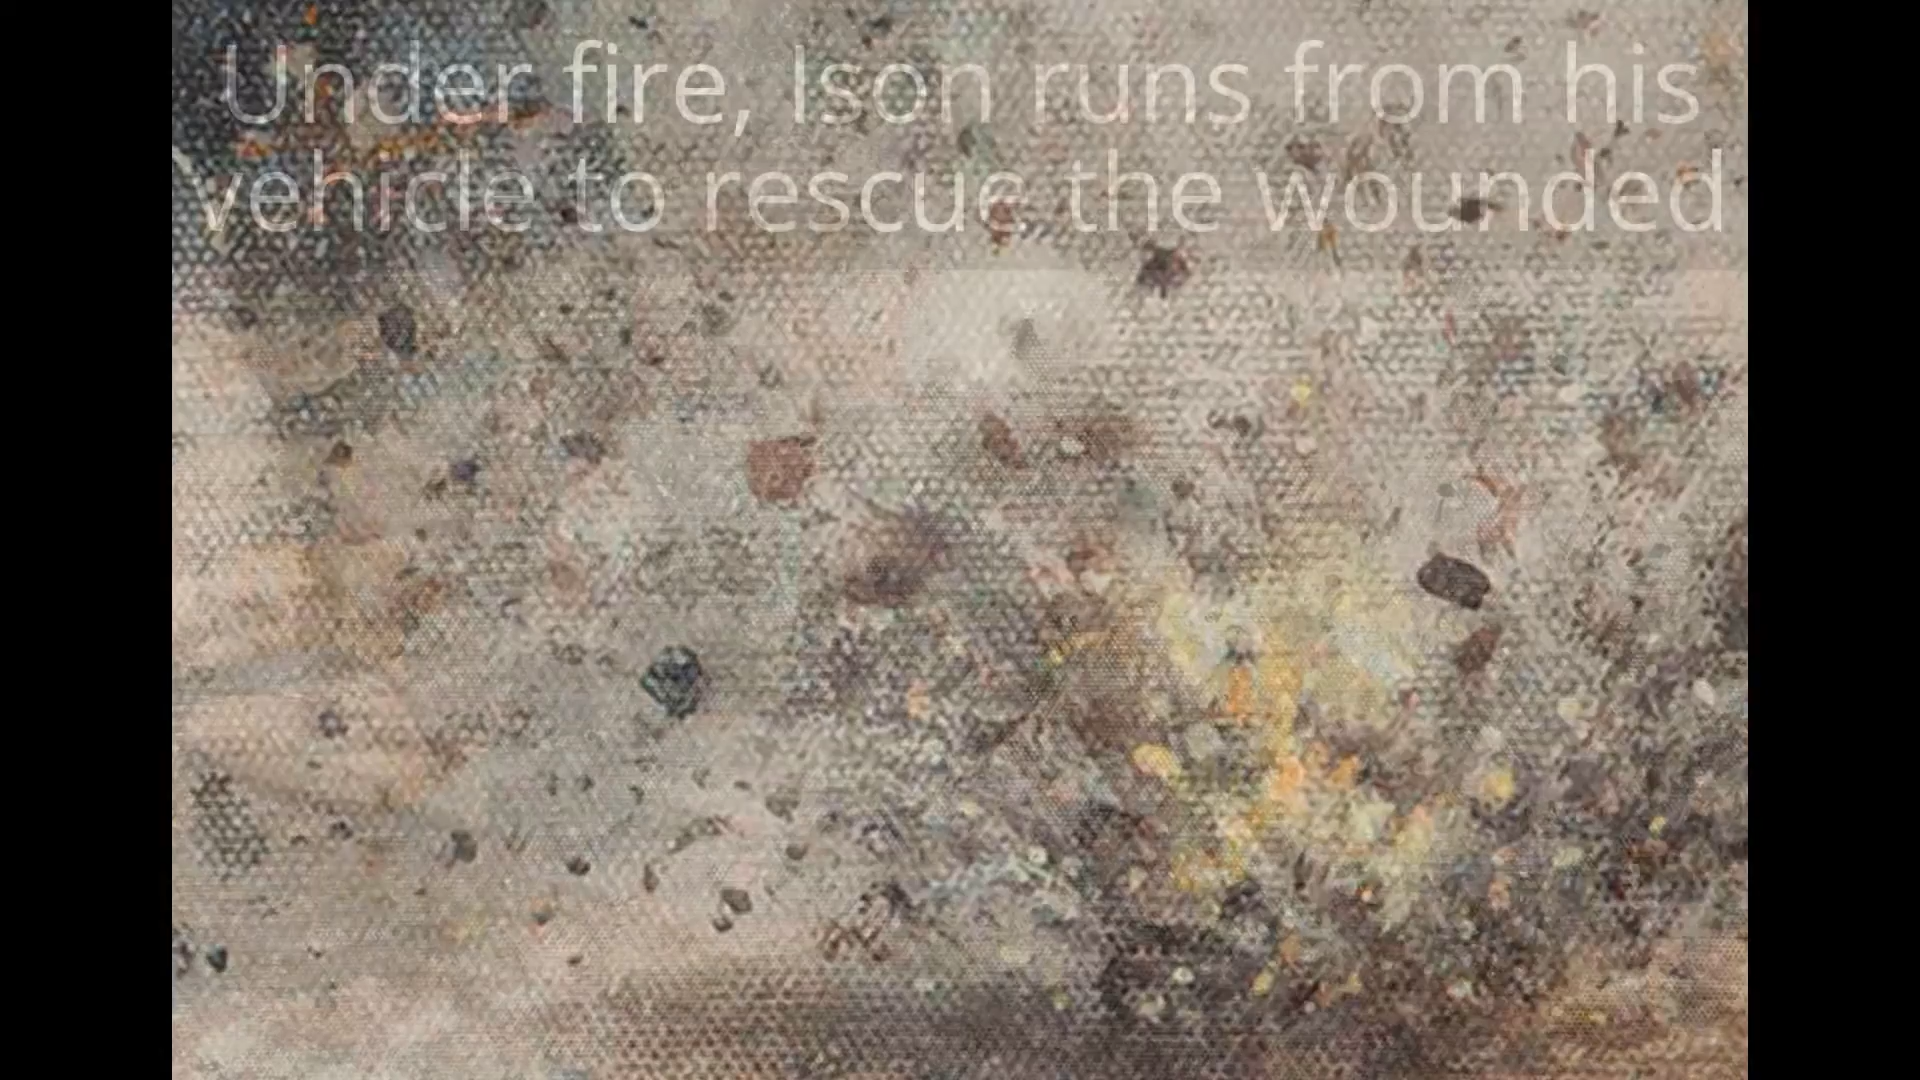 Under fire, Ison runs from his
vehicle to rescue the wounded